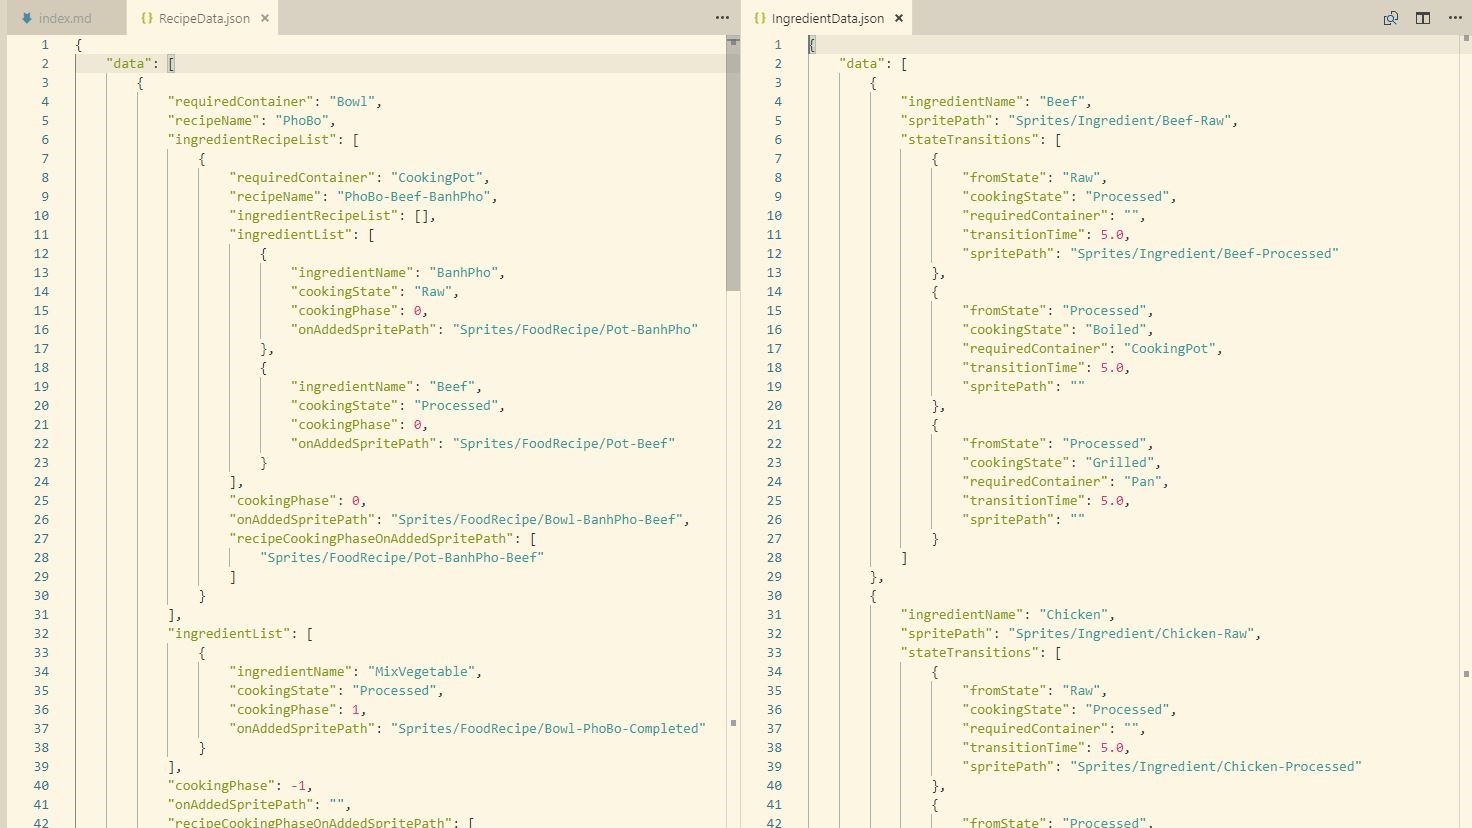 index.md
{} RecipeData.json ×
1 {
2 "data": [
3 {
4 "requiredContainer": "Bowl",
5 "recipeName": "PhoBo",
6 "ingredientRecipeList": [
7 {
8 "requiredContainer": "CookingPot",
9 "recipeName": "PhoBo-Beef-BanhPho",
10 "ingredientRecipeList": [],
11 "ingredientList": [
12 {
13 "ingredientName": "BanhPho",
14 "cookingState": "Raw",
15 "cookingPhase": 0,
16 "onAddedSpritePath": "Sprites/FoodRecipe/Pot-BanhPho"
17 },
18 {
19 "ingredientName": "Beef",
20 "cookingState": "Processed",
21 "cookingPhase": 0,
22 "onAddedSpritePath": "Sprites/FoodRecipe/Pot-Beef"
23 }
24 ],
25 "cookingPhase": 0,
26 "onAddedSpritePath": "Sprites/FoodRecipe/Bowl-BanhPho-Beef",
27 "recipeCookingPhaseOnAddedSpritePath": [
28 "Sprites/FoodRecipe/Pot-BanhPho-Beef"
29 ]
30 }
31 ],
32 "ingredientList": [
33 {
34 "ingredientName": "MixVegetable",
35 "cookingState": "Processed",
36 "cookingPhase": 1,
37 "onAddedSpritePath": "Sprites/FoodRecipe/Bowl-PhoBo-Completed"
38 }
39 ],
40 "cookingPhase": -1,
41 "onAddedSpritePath": "",
42 "recipeCookingPhaseOnAddedSpritePath": [
{} IngredientData.json ×
1 {
2 "data": [
3 {
4 "ingredientName": "Beef",
5 "spritePath": "Sprites/Ingredient/Beef-Raw",
6 "stateTransitions": [
7 {
8 "fromState": "Raw",
9 "cookingState": "Processed",
10 "requiredContainer": "",
11 "transitionTime": 5.0,
12 "spritePath": "Sprites/Ingredient/Beef-Processed"
13 },
14 {
15 "fromState": "Processed",
16 "cookingState": "Boiled",
17 "requiredContainer": "CookingPot",
18 "transitionTime": 5.0,
19 "spritePath": ""
20 },
21 {
22 "fromState": "Processed",
23 "cookingState": "Grilled",
24 "requiredContainer": "Pan",
25 "transitionTime": 5.0,
26 "spritePath": ""
27 }
28 ]
29 },
30 {
31 "ingredientName": "Chicken",
32 "spritePath": "Sprites/Ingredient/Chicken-Raw",
33 "stateTransitions": [
34 {
35 "fromState": "Raw",
36 "cookingState": "Processed",
37 "requiredContainer": "",
38 "transitionTime": 5.0,
39 "spritePath": "Sprites/Ingredient/Chicken-Processed"
40 },
41 {
42 "fromState": "Processed",